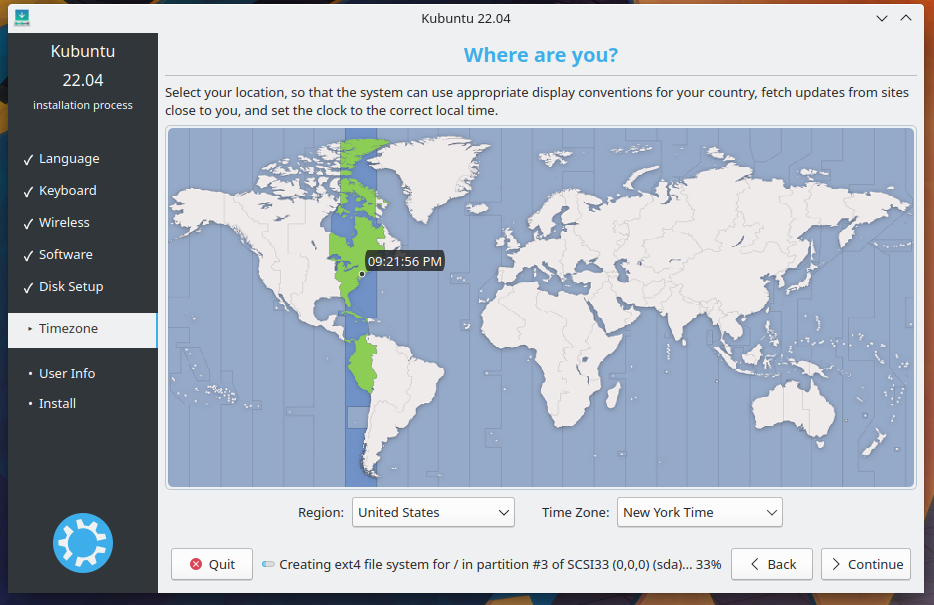 Kubuntu 22.04
Kubuntu
22.04
installation process
Language
Keyboard
Wireless
Software
Disk Setup
Timezone
User Info
Install
Where are you?
Select your location, so that the system can use appropriate display conventions for your country, fetch updates from sites
close to you, and set the clock to the correct local time.
09:21:56 PM
Region: United States Time Zone: New York Time
Quit Creating ext4 file system for / in partition #3 of SCSI33 (0,0,0) (sda)... 33% Back Continue